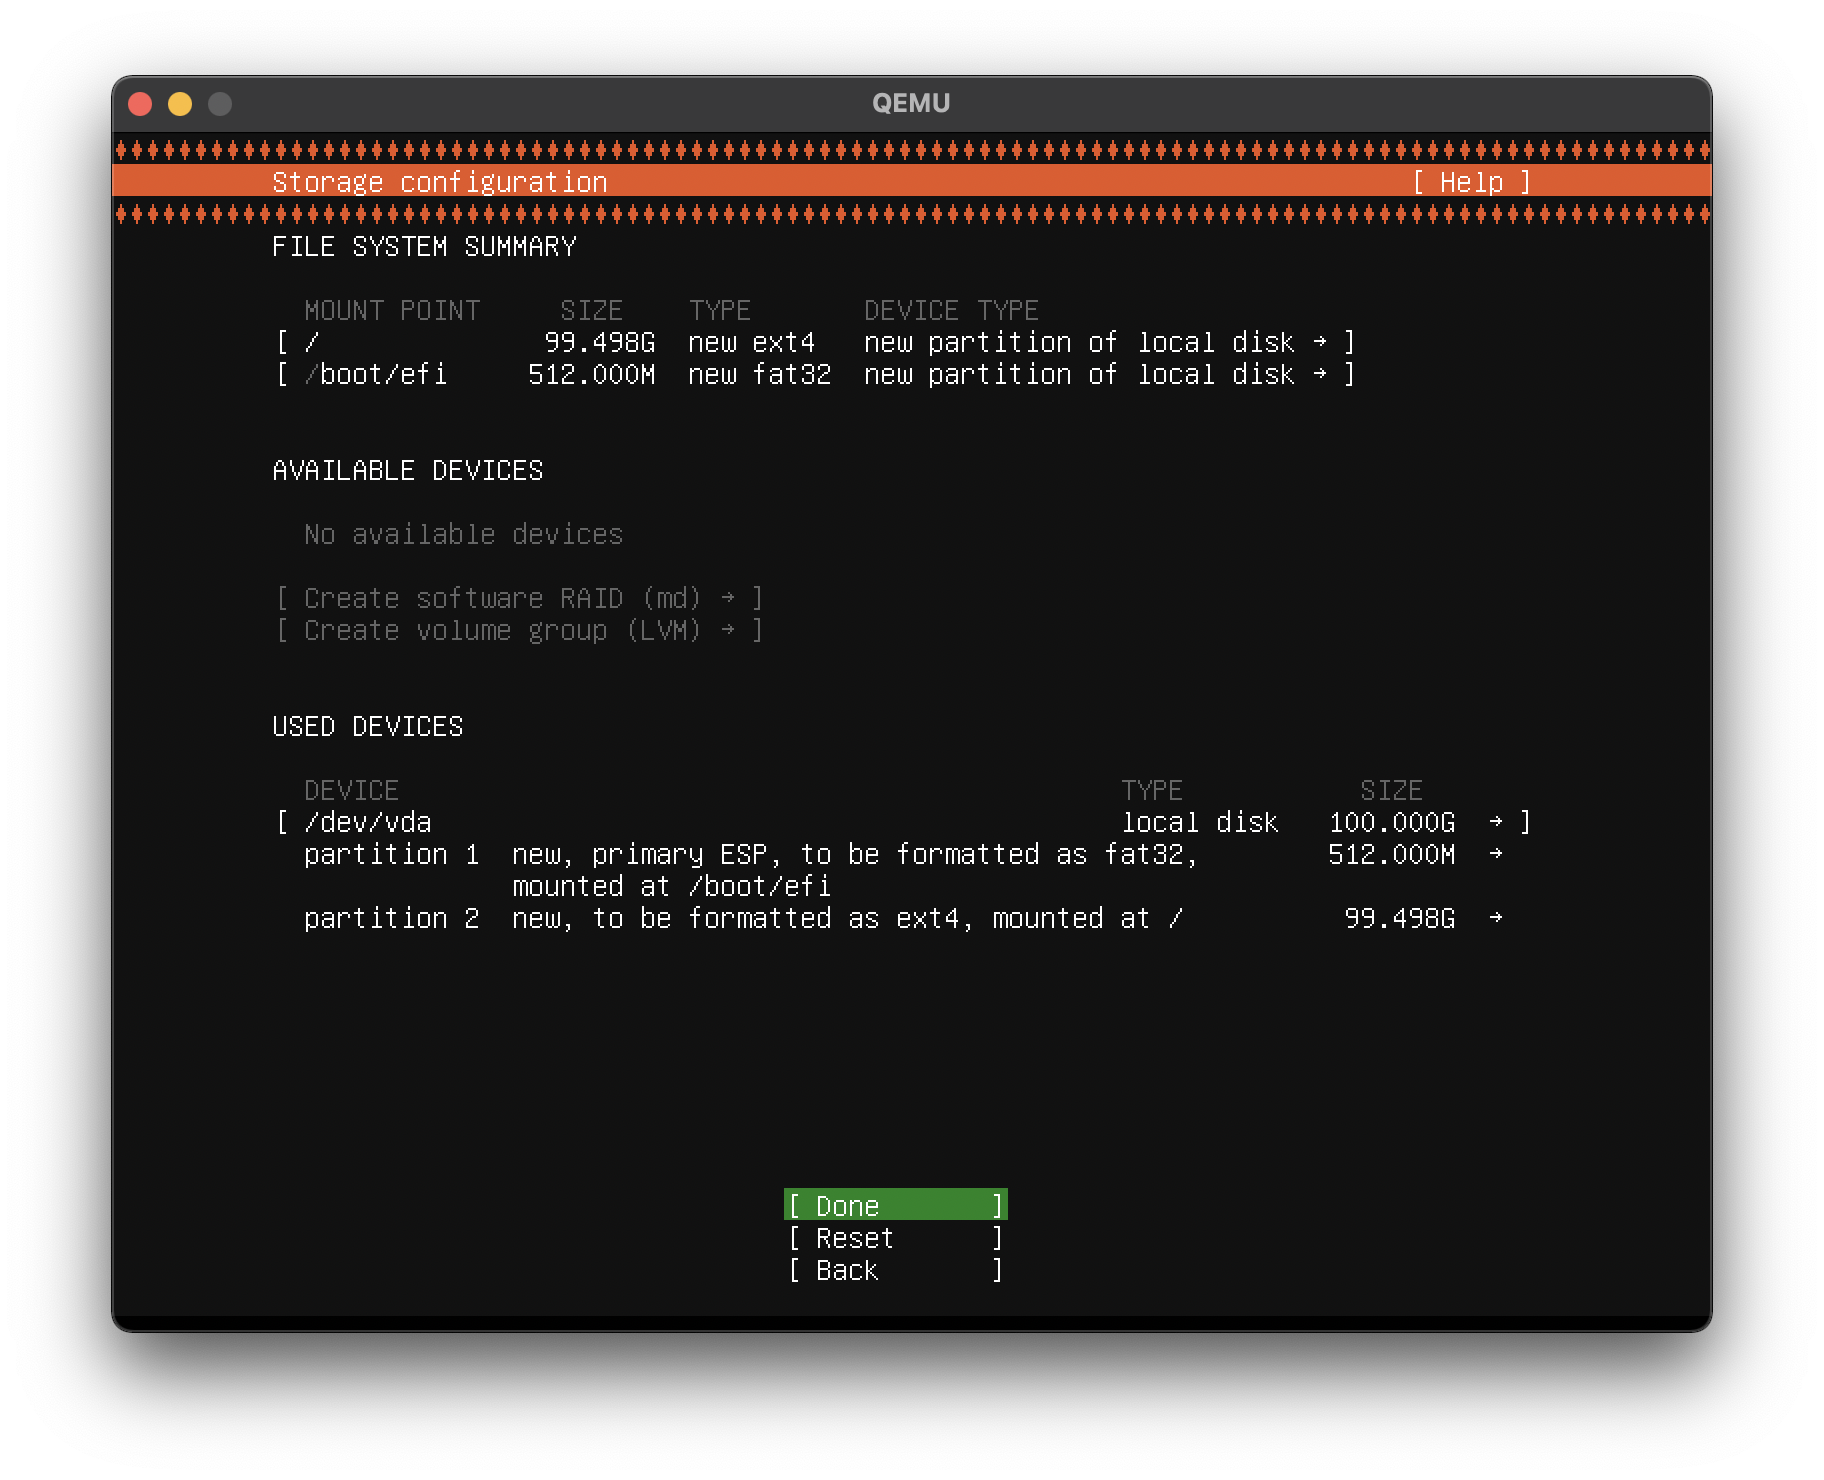 QEMU
Storage configuration [ Help ]
FILE SYSTEM SUMMARY
MOUNT POINT SIZE TYPE DEVICE TYPE
[ / 99.498G new ext4 new partition of local disk → ]
[ /boot/efi 512.000M new fat32 new partition of local disk → ]
AVAILABLE DEVICES
No available devices
[ Create software RAID (md) → ]
[ Create volume group (LVM) → ]
USED DEVICES
DEVICE TYPE SIZE
[ /dev/vda local disk 100.000G → ]
partition 1 new, primary ESP, to be formatted as fat32, 512.000M →
mounted at /boot/efi
partition 2 new, to be formatted as ext4, mounted at / 99.498G →
[ Done ]
[ Reset ]
[ Back ]